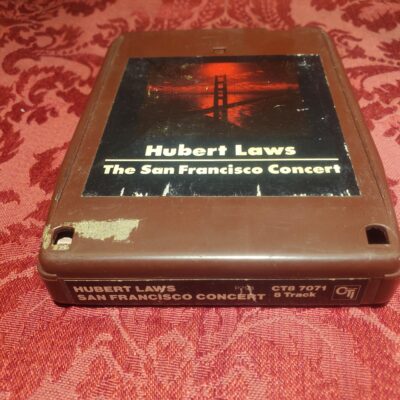 Hubert Laws
The San Francisco Concert
HUBERT LAWS CT8 7071
SAN FRANCISCO CONCERT 8 Track
CTi